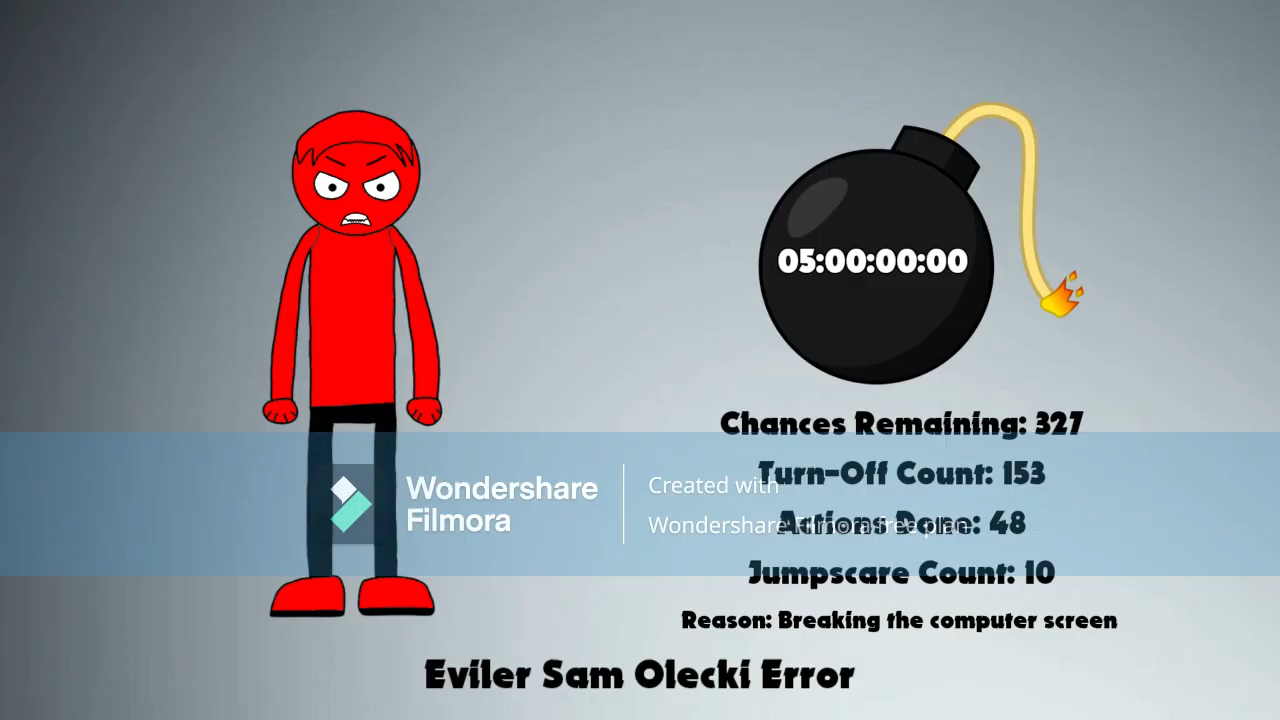 05:00:00:00
Chances Remaining: 327
Turn-Off Count: 153
Actions Done: 48
Jumpscare Count: 10
Reason: Breaking the computer screen
Wondershare
Filmora
Created with
Wondershare Filmora free plan
Eviler Sam Olecki Error